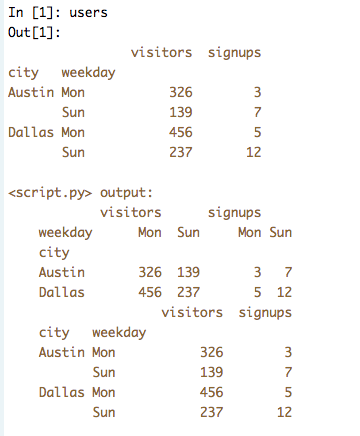 In [1]: users
Out[1]:
visitors signups
city weekday
Austin Mon 326 3
Sun 139 7
Dallas Mon 456 5
Sun 237 12
<script.py> output:
visitors signups
weekday Mon Sun Mon Sun
city
Austin 326 139 3 7
Dallas 456 237 5 12
visitors signups
city weekday
Austin Mon 326 3
Sun 139 7
Dallas Mon 456 5
Sun 237 12